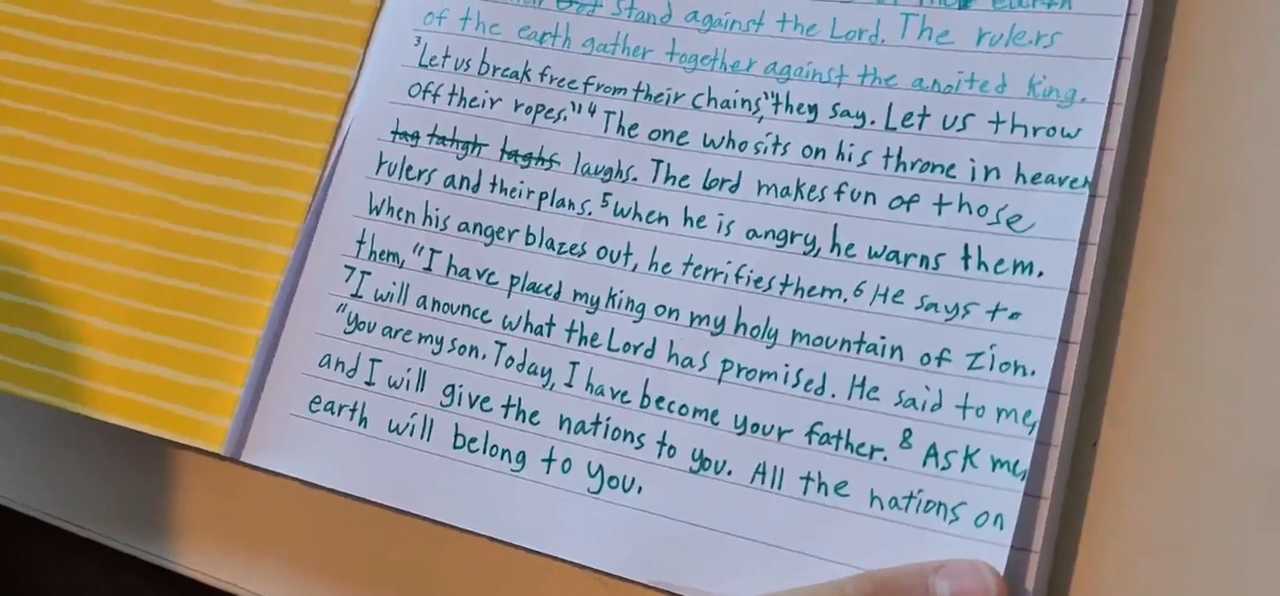 stand against the Lord. The rulers
of the earth gather together against the anoited king.
³Let us break free from their chains," they say. Let us throw
off their ropes."" ⁴ The one who sits on his throne in heaven
tag tahgh taghs laughs. The lord makes fun of those
rulers and their plans. ⁵ When he is angry, he warns them.
When his anger blazes out, he terrifies them. ⁶ He says to
them, "I have placed my king on my holy mountain of Zion.
⁷I will anounce what the Lord has promised. He said to me,
"You are my son. Today, I have become your father. ⁸ Ask me,
and I will give the nations to you. All the nations on
earth will belong to you.